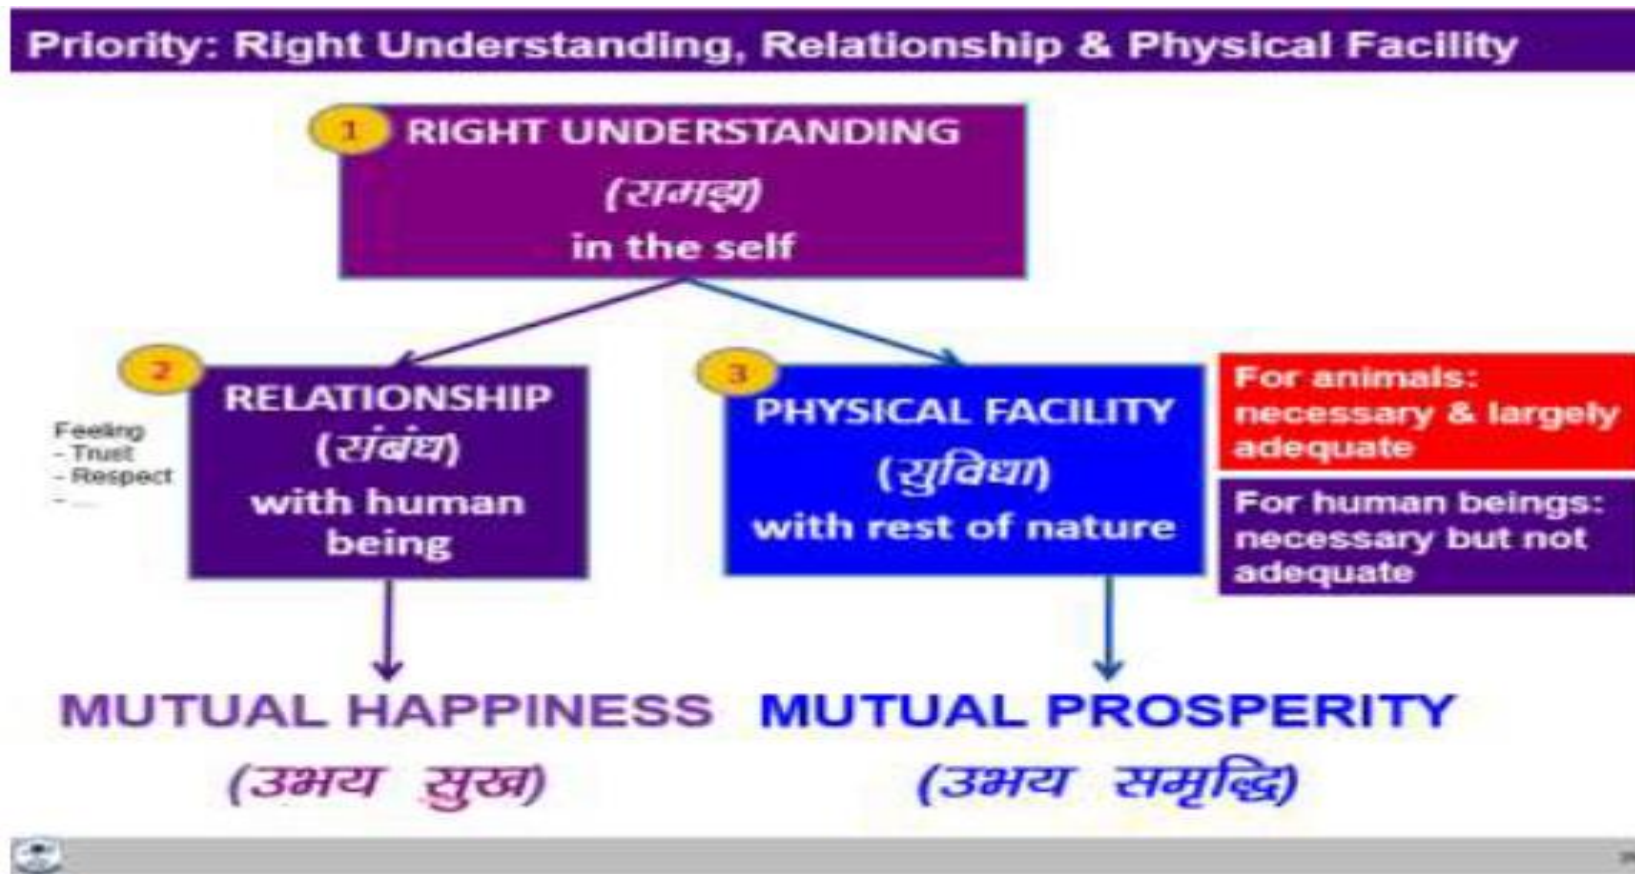 Priority: Right Understanding, Relationship & Physical Facility
1
RIGHT UNDERSTANDING
(समझ)
in the self
2
RELATIONSHIP
(संबंध)
with human
being
Feeling
- Trust
- Respect
- ...
3
PHYSICAL FACILITY
(सुविधा)
with rest of nature
For animals:
necessary & largely
adequate
For human beings:
necessary but not
adequate
MUTUAL HAPPINESS
(उभय सुख)
MUTUAL PROSPERITY
(उभय समृद्धि)